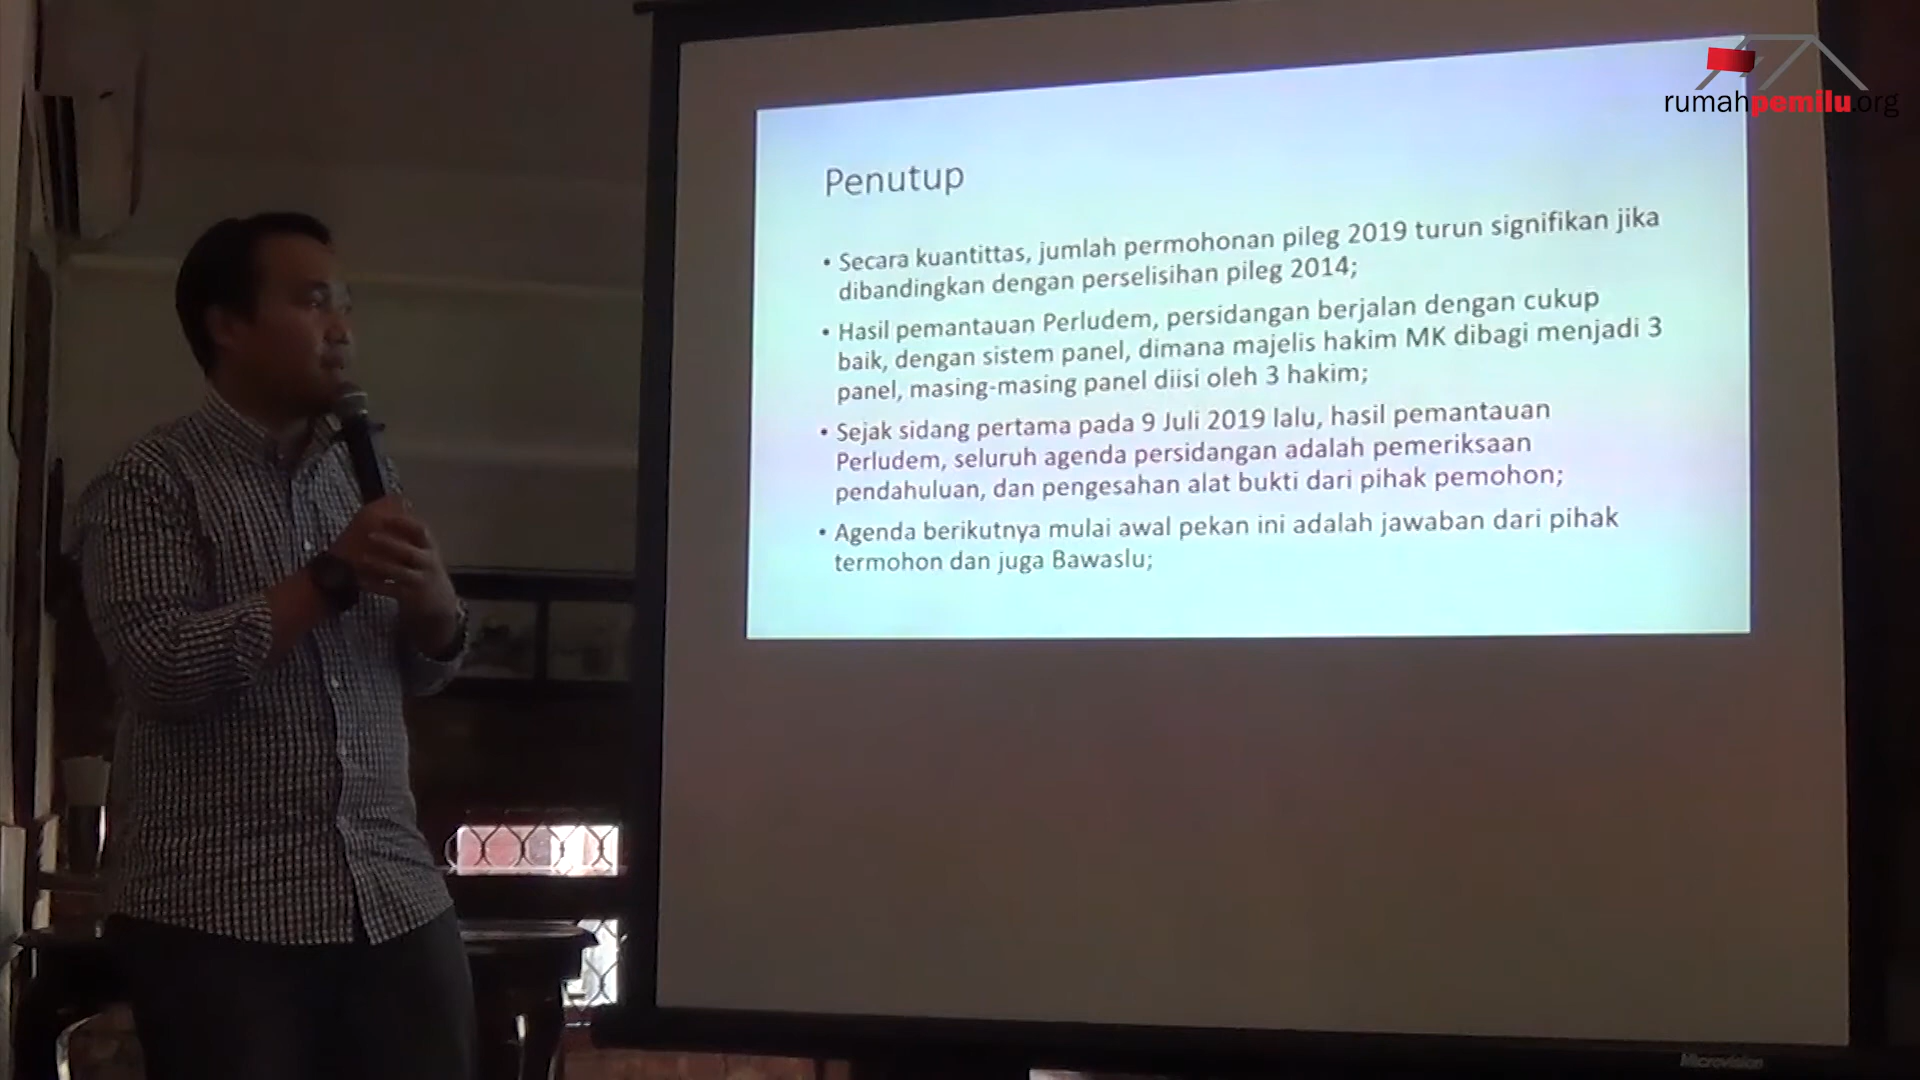 rumahpemilu.org
Penutup
• Secara kuantittas, jumlah permohonan pileg 2019 turun signifikan jika
dibandingkan dengan perselisihan pileg 2014;
• Hasil pemantauan Perludem, persidangan berjalan dengan cukup
baik, dengan sistem panel, dimana majelis hakim MK dibagi menjadi 3
panel, masing-masing panel diisi oleh 3 hakim;
• Sejak sidang pertama pada 9 Juli 2019 lalu, hasil pemantauan
Perludem, seluruh agenda persidangan adalah pemeriksaan
pendahuluan, dan pengesahan alat bukti dari pihak pemohon;
• Agenda berikutnya mulai awal pekan ini adalah jawaban dari pihak
termohon dan juga Bawaslu;
Microvision